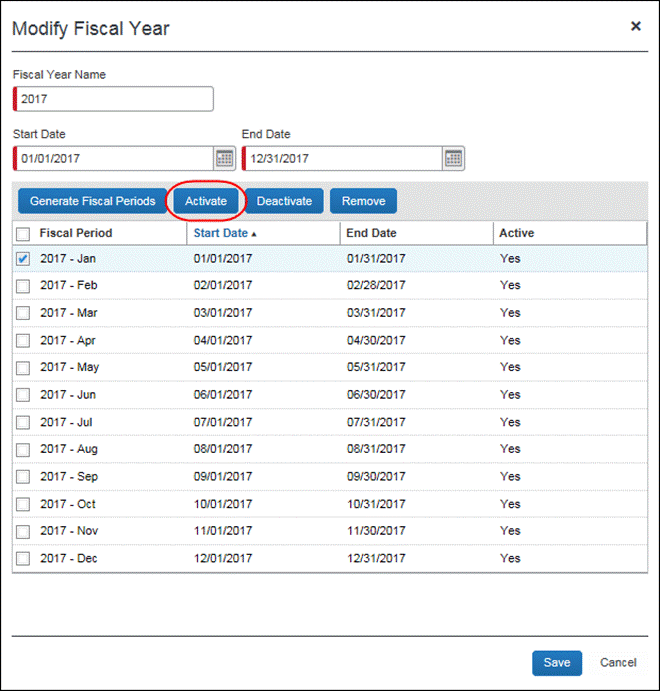 Modify Fiscal Year ×
Fiscal Year Name
2017
Start Date End Date
01/01/2017 12/31/2017
Generate Fiscal Periods Activate Deactivate Remove
Fiscal Period Start Date ▲ End Date Active
2017 - Jan 01/01/2017 01/31/2017 Yes
2017 - Feb 02/01/2017 02/28/2017 Yes
2017 - Mar 03/01/2017 03/31/2017 Yes
2017 - Apr 04/01/2017 04/30/2017 Yes
2017 - May 05/01/2017 05/31/2017 Yes
2017 - Jun 06/01/2017 06/30/2017 Yes
2017 - Jul 07/01/2017 07/31/2017 Yes
2017 - Aug 08/01/2017 08/31/2017 Yes
2017 - Sep 09/01/2017 09/30/2017 Yes
2017 - Oct 10/01/2017 10/31/2017 Yes
2017 - Nov 11/01/2017 11/30/2017 Yes
2017 - Dec 12/01/2017 12/31/2017 Yes
Save Cancel